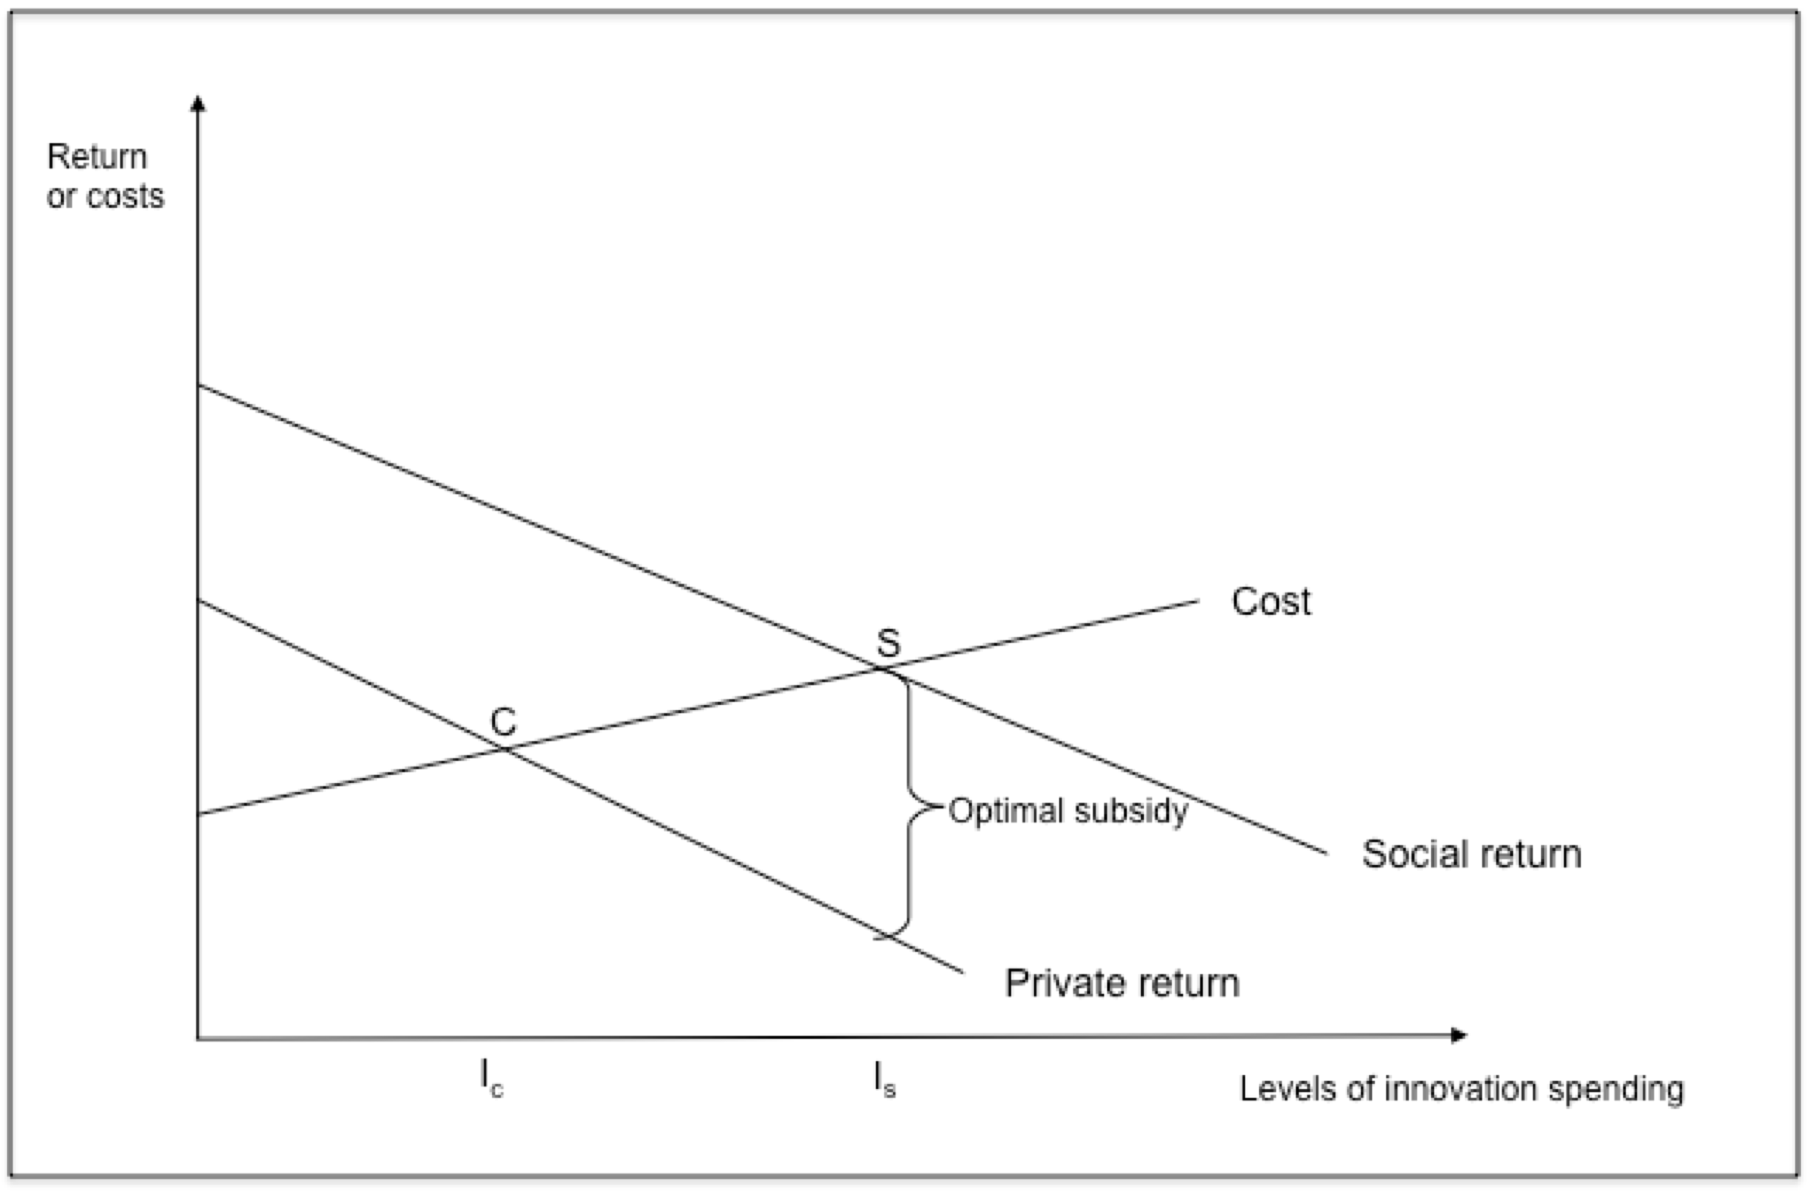 Return
or costs
Cost
S
C
Optimal subsidy
Social return
Private return
Ic
Is
Levels of innovation spending